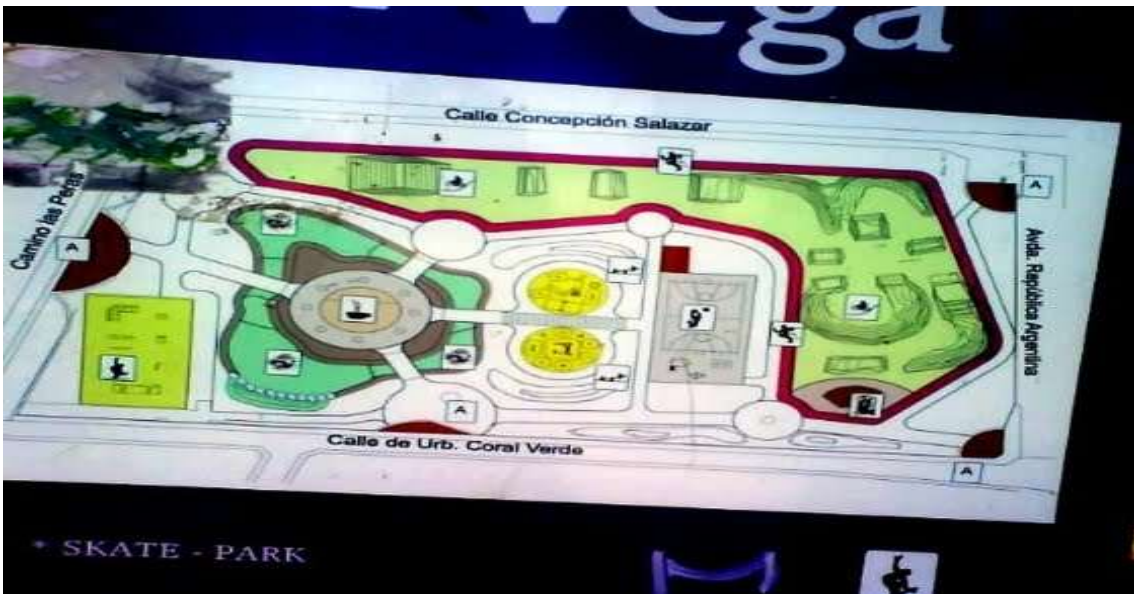 Vega
Calle Concepción Salazar
A
Camino las Peras
A
Avda. República Argentina
A
Calle de Urb. Coral Verde
A
* SKATE - PARK